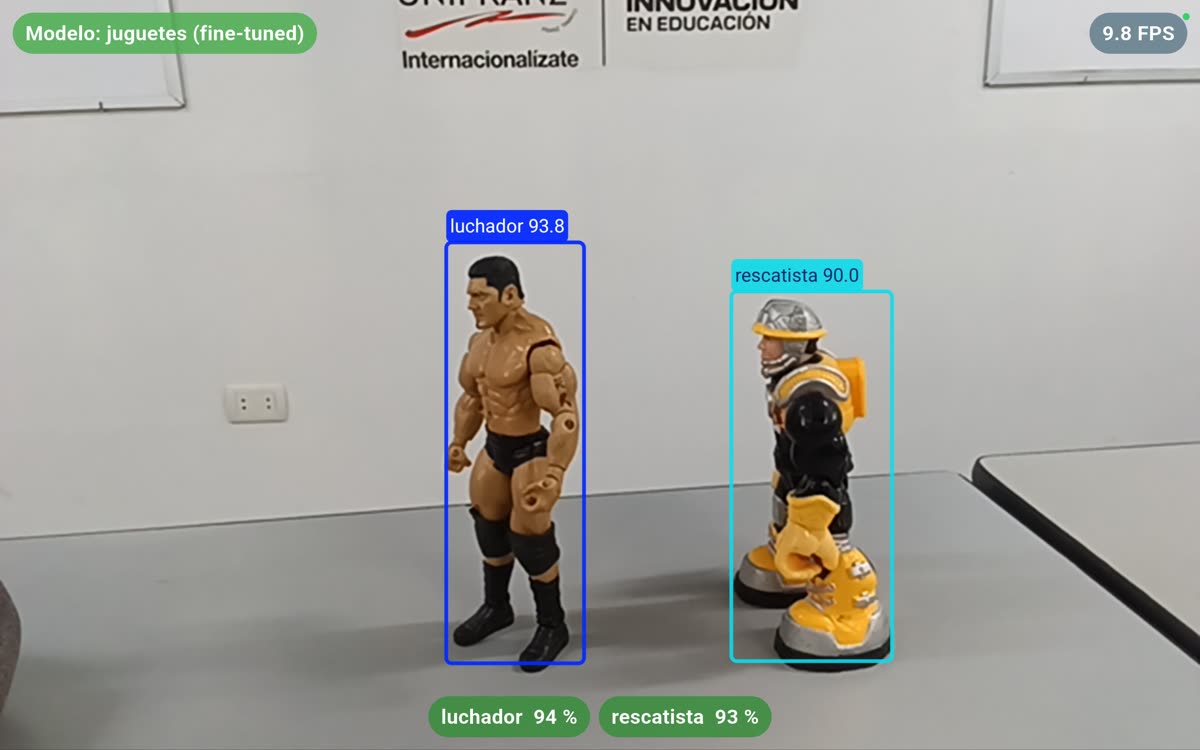 Modelo: juguetes (fine-tuned)
9.8 FPS
UNIFRANZ
Internacionalízate
INNOVACIÓN
EN EDUCACIÓN
luchador 93.8
rescatista 90.0
luchador 94 %
rescatista 93 %